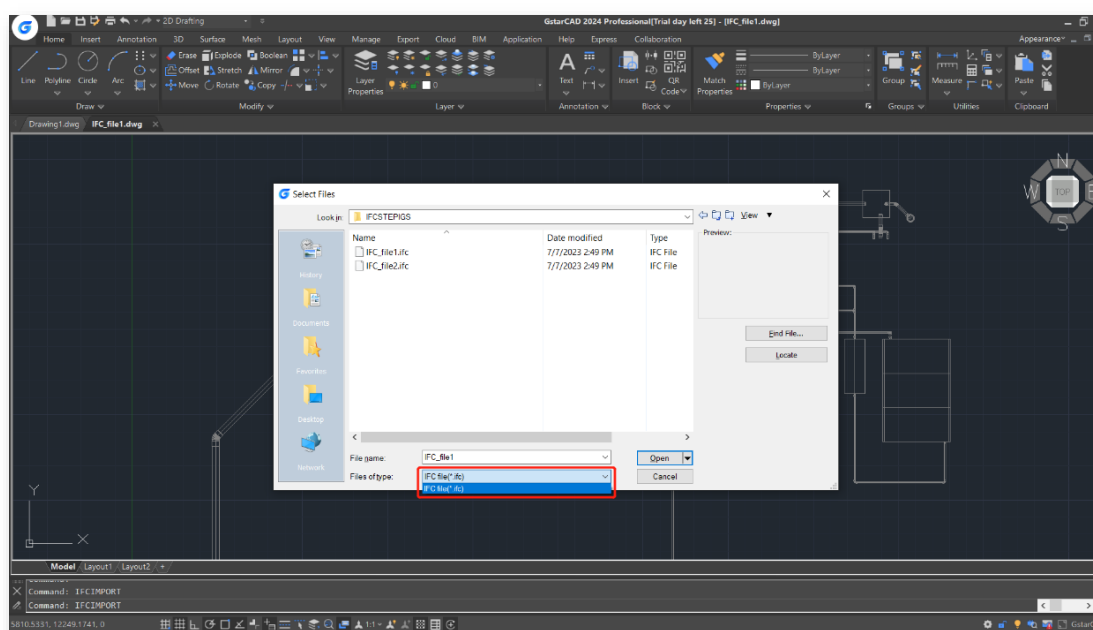 2D Drafting
GstarCAD 2024 Professional[Trial day left 25] - [IFC_file1.dwg]
Home Insert Annotation 3D Surface Mesh Layout View Manage Export Cloud BIM Application Help Express Collaboration Appearance
Erase Explode Boolean
Offset Stretch Mirror
Move Rotate Copy
Line Polyline Circle Arc
Layer Properties
0
Text
Insert
QR Code
Match Properties
ByLayer
ByLayer
ByLayer
Group
Measure
Paste
Draw Modify Layer Annotation Block Properties Groups Utilities Clipboard
Drawing1.dwg IFC_file1.dwg
N
W TOP E
S
Select Files
Look in: IFCSTEPIGS View
Name Date modified Type Preview:
IFC_file1.ifc 7/7/2023 2:49 PM IFC File
IFC_file2.ifc 7/7/2023 2:49 PM IFC File
History
Documents
Favorites
Desktop
Network
Find File...
Locate
File name: IFC_file1 Open
Files of type: IFC file(*.ifc) Cancel
IFC file(*.ifc)
Y
X
Model Layout1 Layout2 +
Command: IFCIMPORT
Command: IFCIMPORT
5810.5331, 12249.1741, 0 1:1